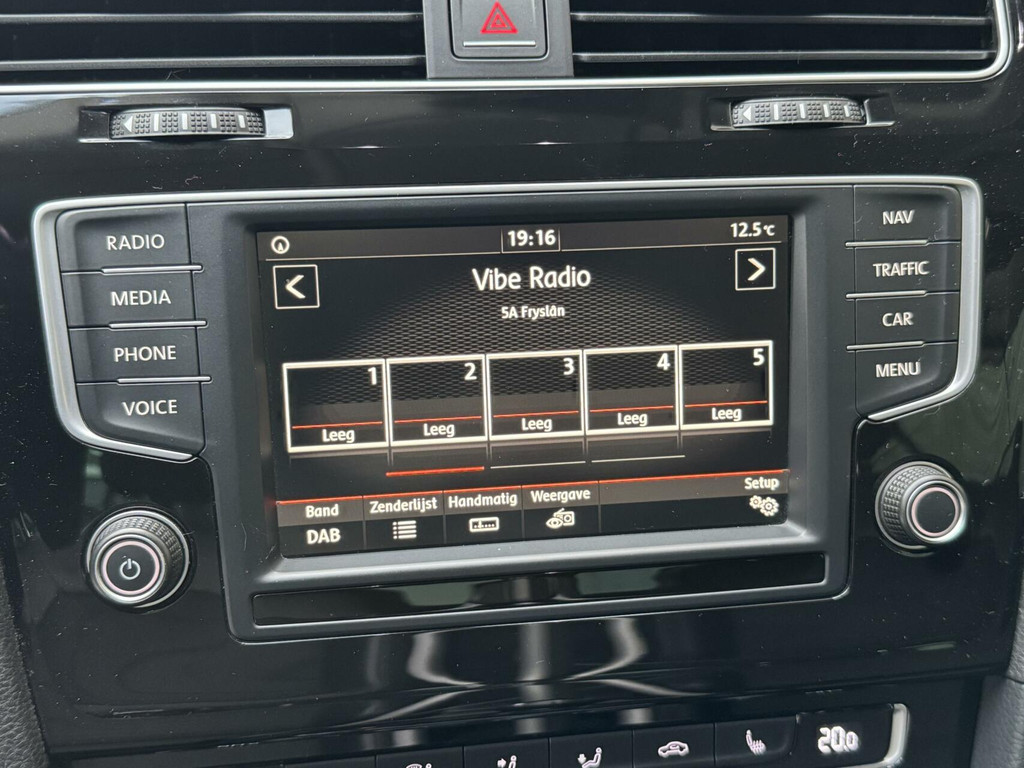 RADIO
MEDIA
PHONE
VOICE
19:16
12.5°C
Vibe Radio
5A Fryslân
1
2
3
4
5
Leeg
Leeg
Leeg
Leeg
Leeg
Band
DAB
Zenderlijst
Handmatig
Weergave
Setup
NAV
TRAFFIC
CAR
MENU
20.0